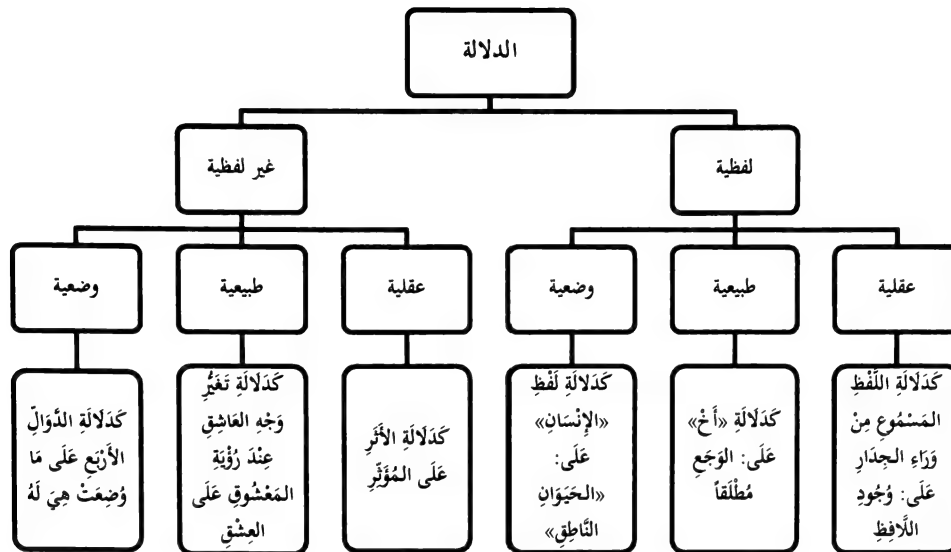 الدلالة
لفظية
غير لفظية
عقلية
طبيعية
وضعية
عقلية
طبيعية
وضعية
كَدَلَالَةِ اللَّفْظِ
المَسْمُوعِ مِنْ
وَرَاءِ الجِدَارِ
عَلَى: وُجُودِ
اللَّافِظِ
كَدَلَالَةِ «أَخْ»
عَلَى: الوَجَعِ
مُطْلَقاً
كَدَلَالَةِ لَفْظِ
«الإِنْسَانِ»
عَلَى:
«الحَيَوَانِ
النَّاطِقِ»
كَدَلَالَةِ الأَثَرِ
عَلَى المُؤَثِّرِ
كَدَلَالَةِ تَغَيُّرِ
وَجْهِ العَاشِقِ
عِنْدَ رُؤْيَةِ
المَعْشُوقِ عَلَى
العِشْقِ
كَدَلَالَةِ الدَّوَالِّ
الأَرْبَعِ عَلَى مَا
وُضِعَتْ هِيَ لَهُ